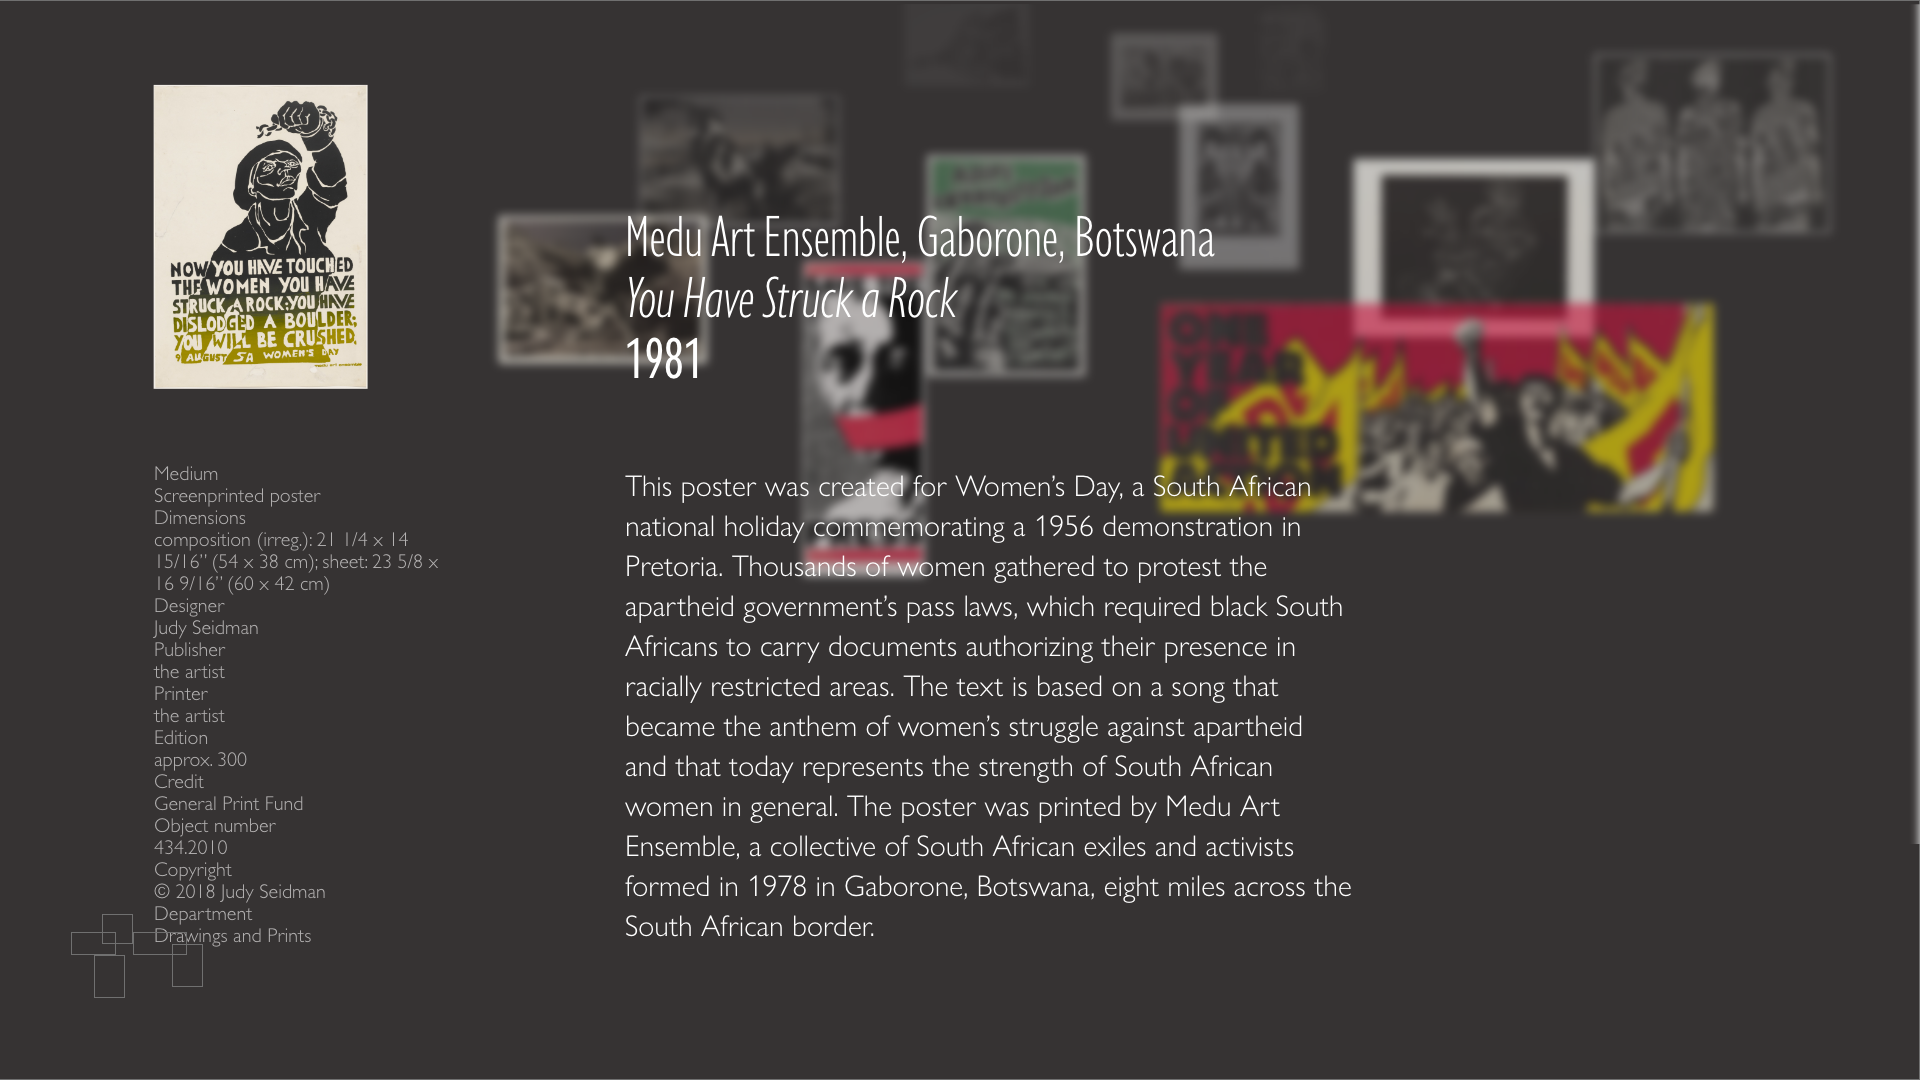 NOW YOU HAVE TOUCHED
THE WOMEN YOU HAVE
STRUCK A ROCK: YOU HAVE
DISLODGED A BOULDER;
YOU WILL BE CRUSHED.
9 AUGUST SA WOMEN'S DAY
Medium
Screenprinted poster
Dimensions
composition (irreg.): 21 1/4 x 14
15/16” (54 x 38 cm); sheet: 23 5/8 x
16 9/16” (60 x 42 cm)
Designer
Judy Seidman
Publisher
the artist
Printer
the artist
Edition
approx. 300
Credit
General Print Fund
Object number
434.2010
Copyright
© 2018 Judy Seidman
Department
Drawings and Prints
Medu Art Ensemble, Gaborone, Botswana
You Have Struck a Rock
1981
This poster was created for Women’s Day, a South African
national holiday commemorating a 1956 demonstration in
Pretoria. Thousands of women gathered to protest the
apartheid government’s pass laws, which required black South
Africans to carry documents authorizing their presence in
racially restricted areas. The text is based on a song that
became the anthem of women’s struggle against apartheid
and that today represents the strength of South African
women in general. The poster was printed by Medu Art
Ensemble, a collective of South African exiles and activists
formed in 1978 in Gaborone, Botswana, eight miles across the
South African border.
ONE
YEAR
OF
UNITED